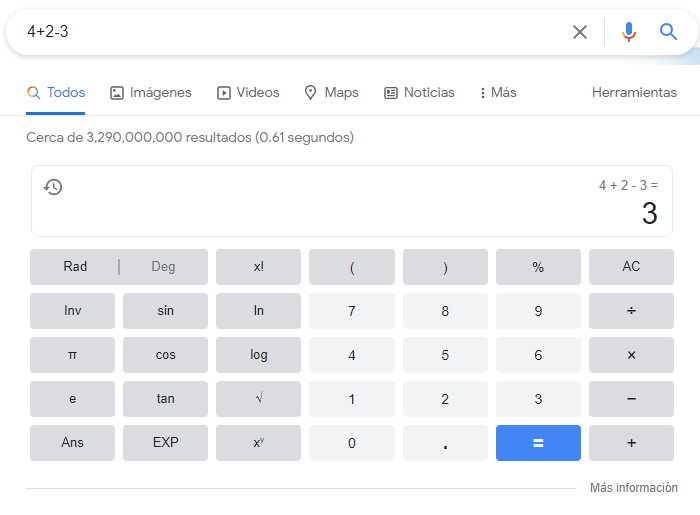 4+2-3
Todos Imágenes Videos Maps Noticias Más Herramientas
Cerca de 3,290,000,000 resultados (0.61 segundos)
4 + 2 - 3 =
3
Rad | Deg x! ( ) % AC
Inv sin ln 7 8 9 ÷
π cos log 4 5 6 ×
e tan √ 1 2 3 −
Ans EXP xʸ 0 . = +
Más información